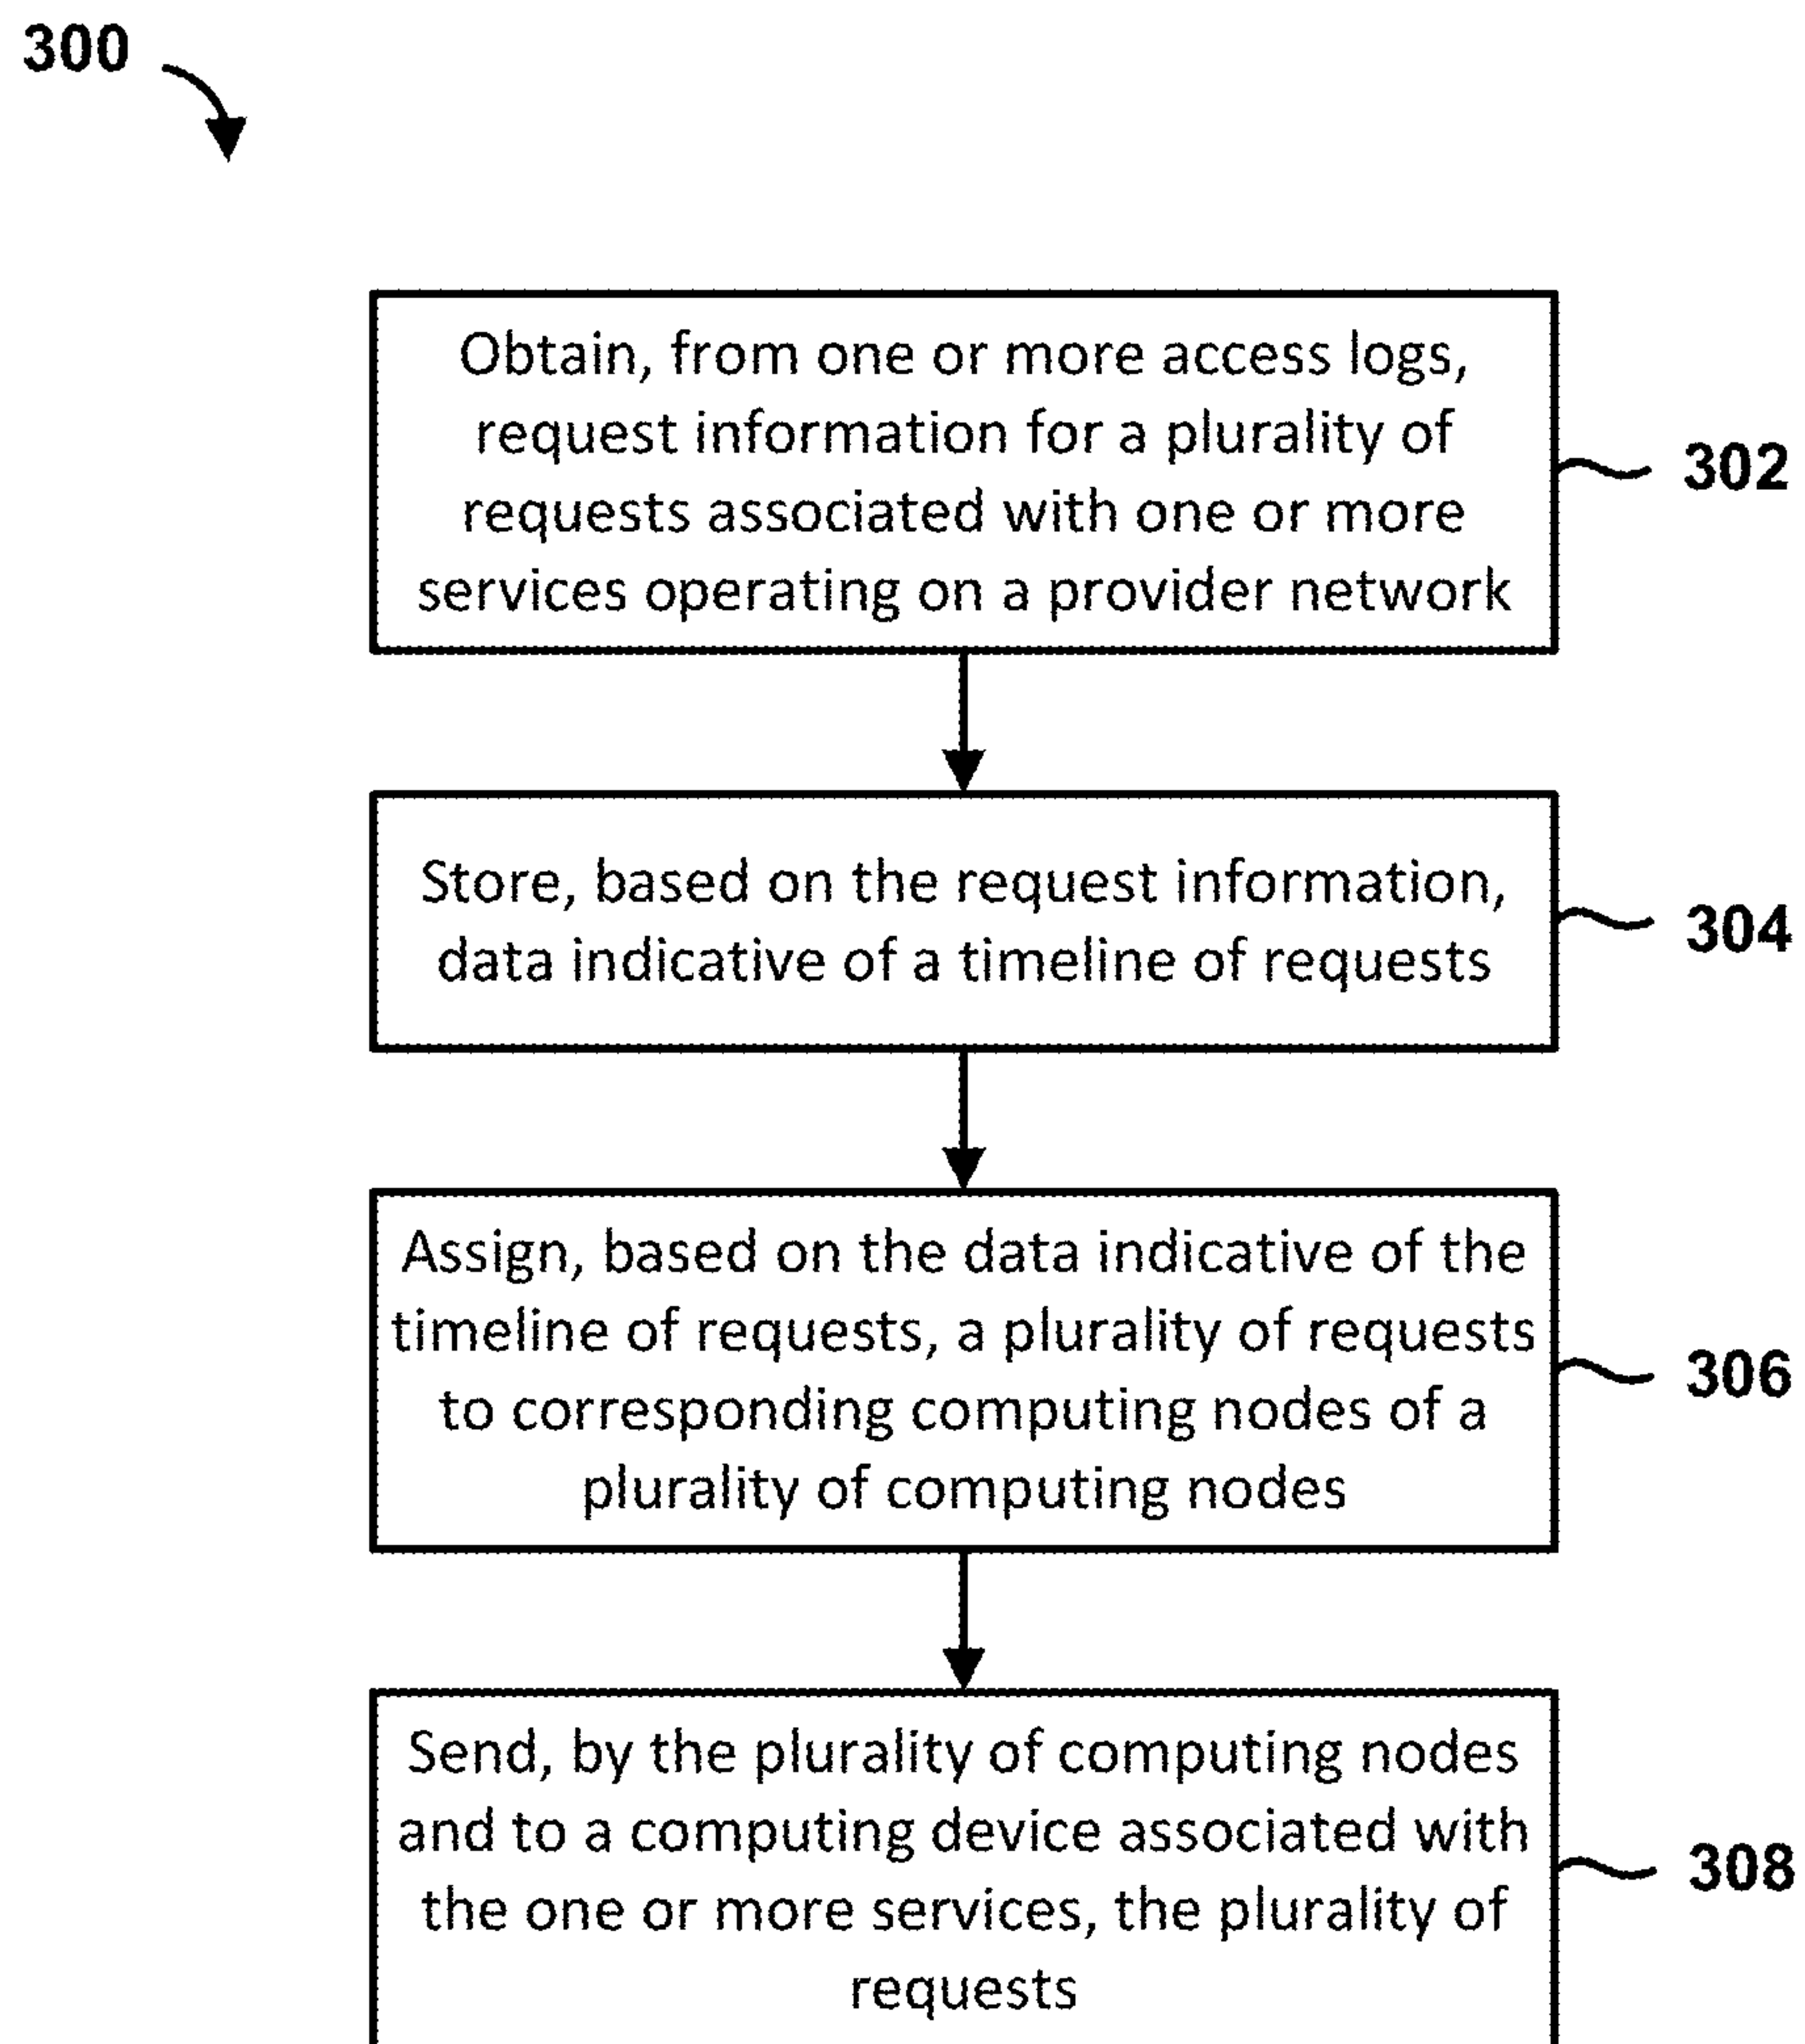 300
Obtain, from one or more access logs,
request information for a plurality of
requests associated with one or more
services operating on a provider network
302
Store, based on the request information,
data indicative of a timeline of requests
304
Assign, based on the data indicative of the
timeline of requests, a plurality of requests
to corresponding computing nodes of a
plurality of computing nodes
306
Send, by the plurality of computing nodes
and to a computing device associated with
the one or more services, the plurality of
requests
308